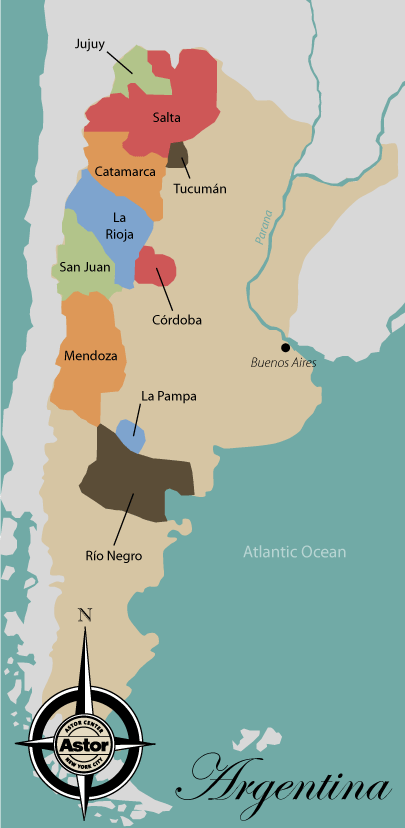 Jujuy
Salta
Catamarca
Tucumán
La
Rioja
Parana
San Juan
Córdoba
Mendoza
Buenos Aires
La Pampa
Río Negro
Atlantic Ocean
N
ASTOR CENTER
Astor
NEW YORK CITY
Argentina